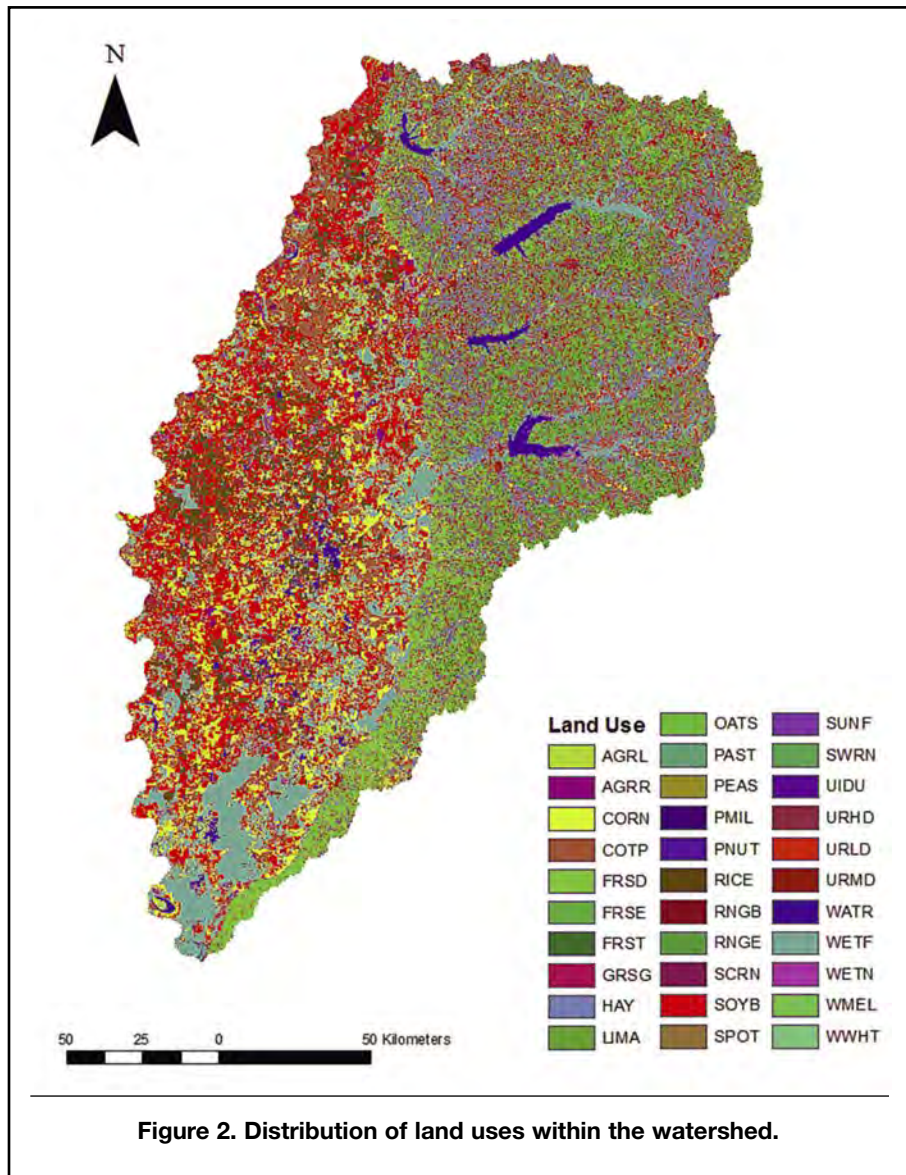 N
Land Use
AGRL
AGRR
CORN
COTP
FRSD
FRSE
FRST
GRSG
HAY
LIMA
OATS
PAST
PEAS
PMIL
PNUT
RICE
RNGB
RNGE
SCRN
SOYB
SPOT
SUNF
SWRN
UIDU
URHD
URLD
URMD
WATR
WETF
WETN
WMEL
WWHT
50 25 0 50 Kilometers
Figure 2. Distribution of land uses within the watershed.